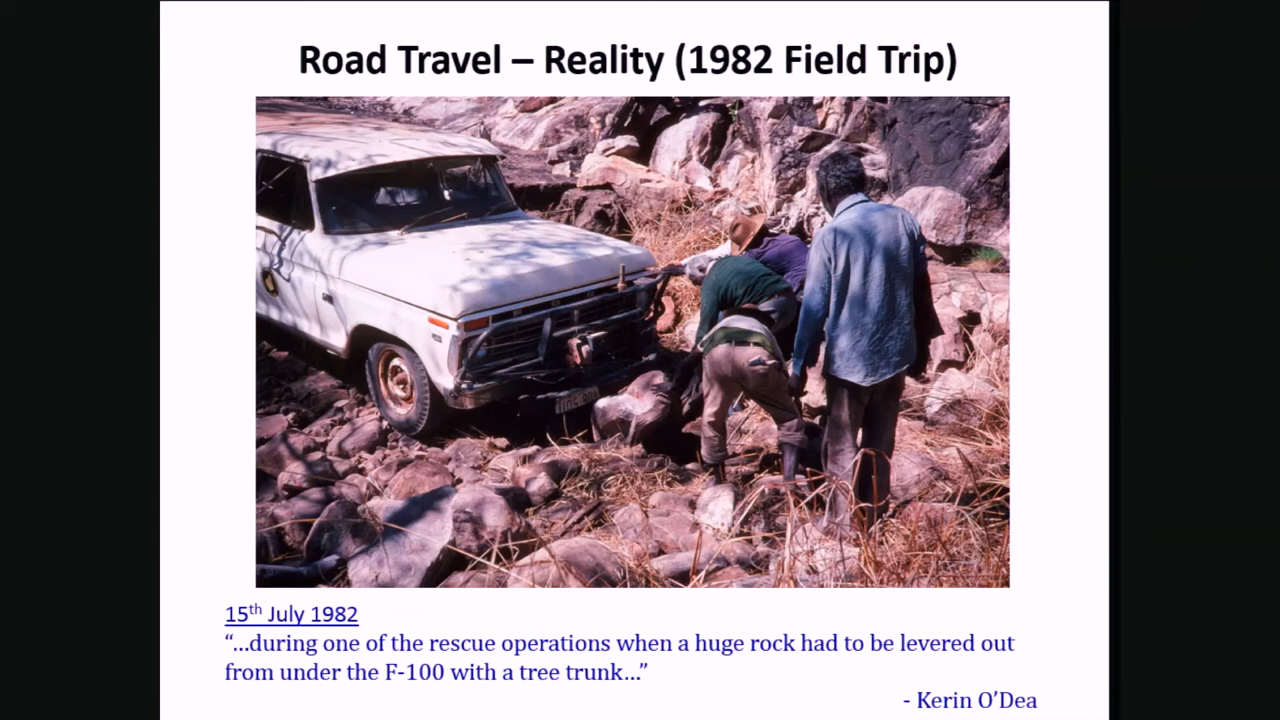 Road Travel – Reality (1982 Field Trip)
15th July 1982
“…during one of the rescue operations when a huge rock had to be levered out
from under the F-100 with a tree trunk…”
- Kerin O’Dea